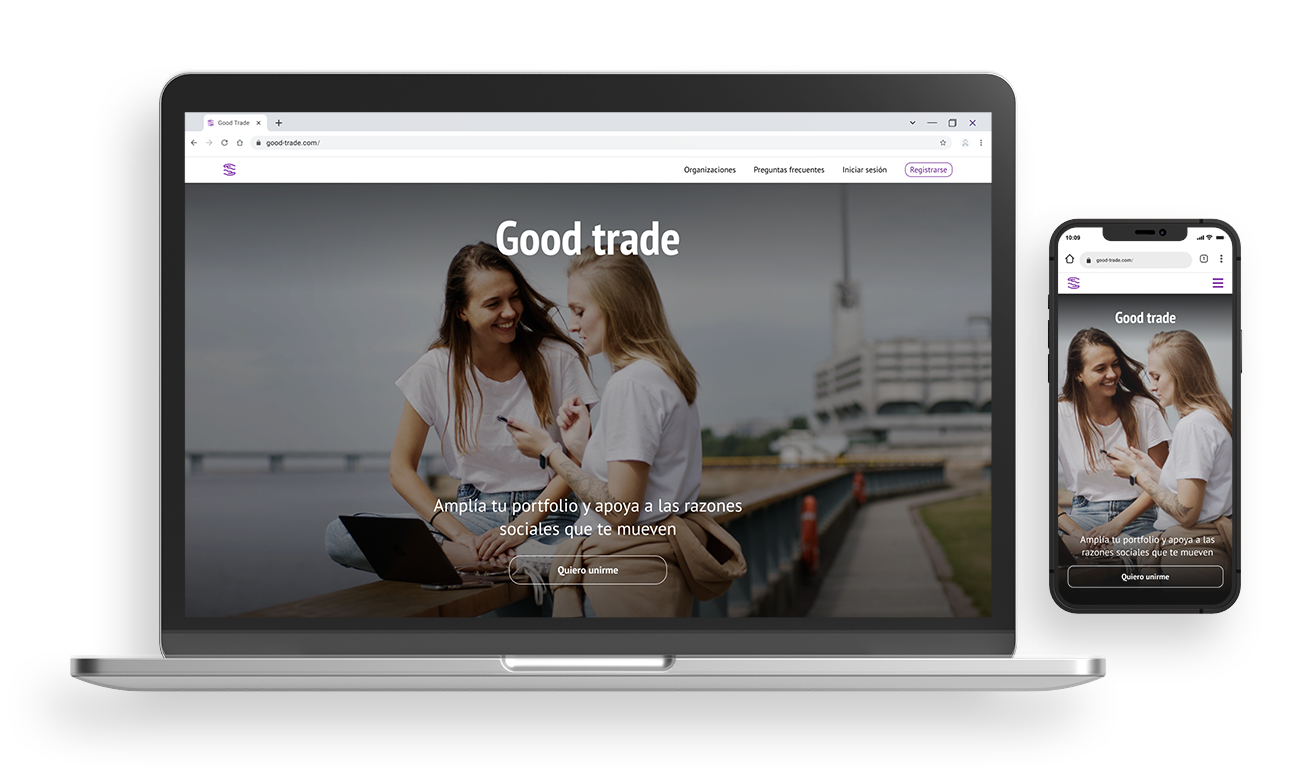 Good Trade
good-trade.com/
Organizaciones
Preguntas frecuentes
Iniciar sesión
Registrarse
Good trade
Amplía tu portfolio y apoya a las razones
sociales que te mueven
Quiero unirme
10:09
good-trade.com/
Good trade
Amplía tu portfolio y apoya a las
razones sociales que te mueven
Quiero unirme